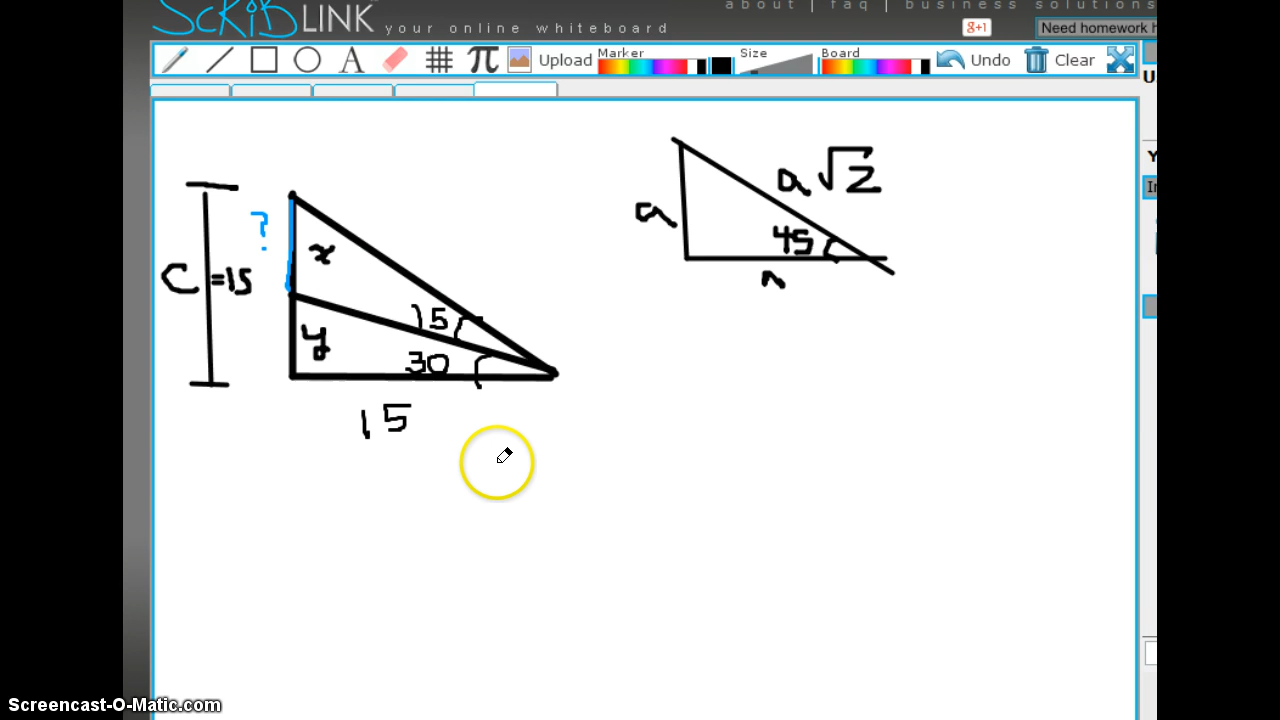 about | faq | business solutions
SCRIBLINK your online whiteboard
g+1
Need homework h
A π Upload Marker Size Board Undo Clear
U
a√2
?
x
a
45
C=15
a
15
y
30
15
Screencast-O-Matic.com